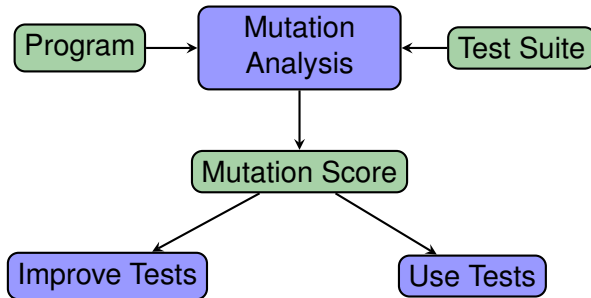 Program
Mutation
Analysis
Test Suite
Mutation Score
Improve Tests
Use Tests